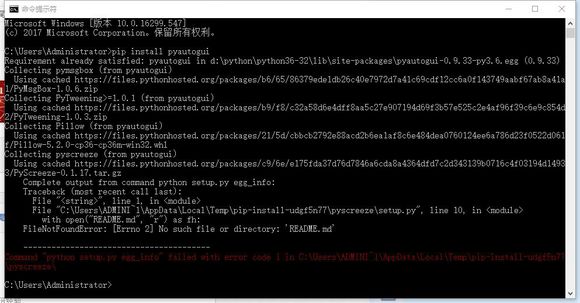 命令提示符
Microsoft Windows [版本 10.0.16299.547]
(c) 2017 Microsoft Corporation。保留所有权利。
C:\Users\Administrator>pip install pyautogui
Requirement already satisfied: pyautogui in d:\python\python36-32\lib\site-packages\pyautogui-0.9.33-py3.6.egg (0.9.33)
Collecting pymsgbox (from pyautogui)
Using cached https://files.pythonhosted.org/packages/b6/65/
1/PyMsgBox-1.0.6.zip
Collecting PyTweening>=1.0.1 (from pyautogui)
Using cached https://files.pythonhosted.org/packages/b9/f8/
2/PyTweening-1.0.3.zip
Collecting Pillow (from pyautogui)
Using cached https://files.pythonhosted.org/packages/21/5d/
f/Pillow-5.2.0-cp36-cp36m-win32.whl
Collecting pyscreeze (from pyautogui)
Using cached https://files.pythonhosted.org/packages/c9/6e/
3/PyScreeze-0.1.17.tar.gz
Complete output from command python setup.py egg_info:
Traceback (most recent call last):
File "<string>", line 1, in <module>
File "C:\Users\ADMINI~1\AppData\Local\Temp\pip-install-udgf5n77\pyscreeze\setup.py", line 10, in <module>
with open("README.md", "r") as fh:
FileNotFoundError: [Errno 2] No such file or directory: 'README.md'
----------------------------------------
Command "python setup.py egg_info" failed with error code 1 in C:\Users\ADMINI~1\AppData\Local\Temp\pip-install-udgf5n77
\pyscreeze\
C:\Users\Administrator>